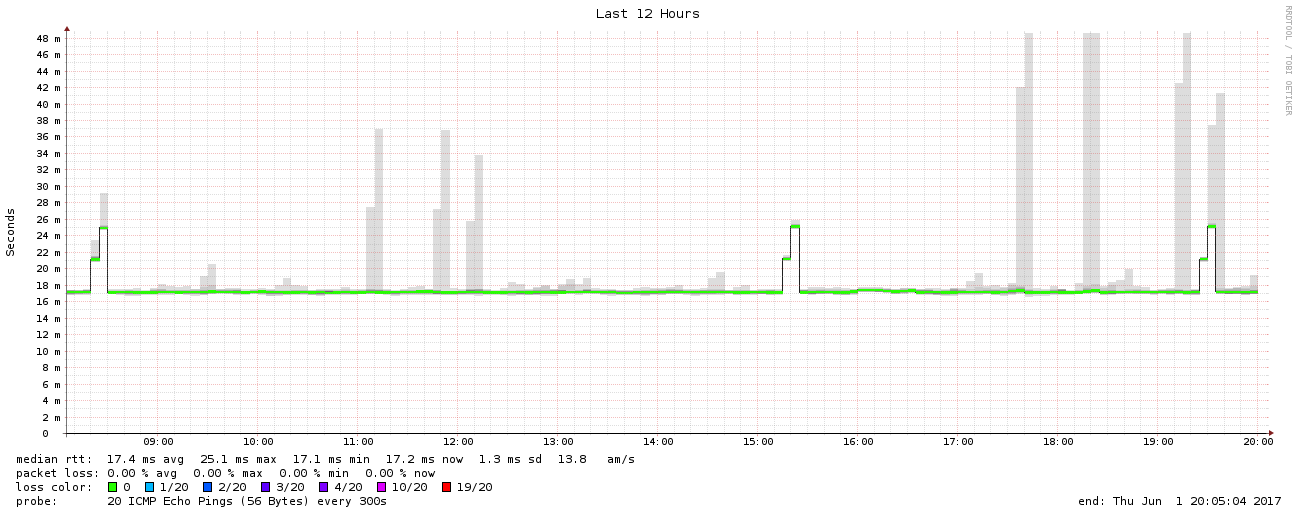 Last 12 Hours
RRDTOOL / TOBI OETIKER
Seconds
48 m
46 m
44 m
42 m
40 m
38 m
36 m
34 m
32 m
30 m
28 m
26 m
24 m
22 m
20 m
18 m
16 m
14 m
12 m
10 m
8 m
6 m
4 m
2 m
0
09:00 10:00 11:00 12:00 13:00 14:00 15:00 16:00 17:00 18:00 19:00 20:00
median rtt: 17.4 ms avg 25.1 ms max 17.1 ms min 17.2 ms now 1.3 ms sd 13.8 am/s
packet loss: 0.00 % avg 0.00 % max 0.00 % min 0.00 % now
loss color: 0 1/20 2/20 3/20 4/20 10/20 19/20
probe: 20 ICMP Echo Pings (56 Bytes) every 300s end: Thu Jun 1 20:05:04 2017